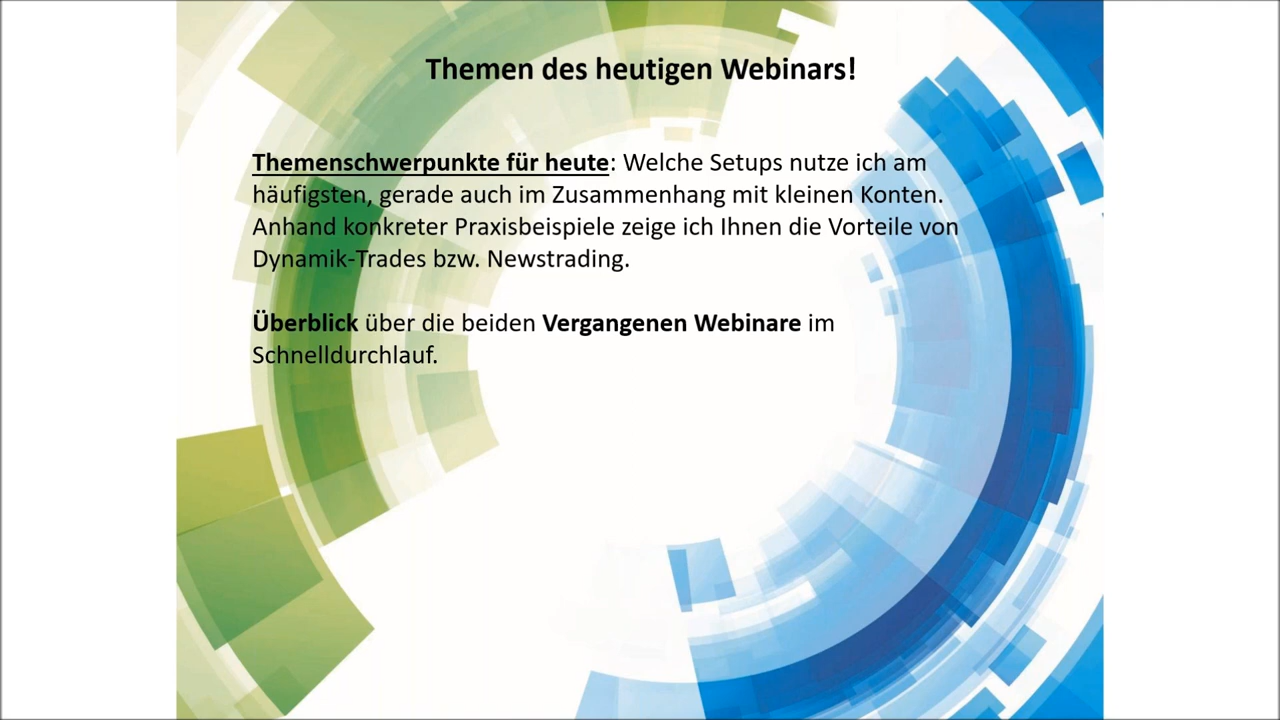 Themen des heutigen Webinars!
Themenschwerpunkte für heute: Welche Setups nutze ich am
häufigsten, gerade auch im Zusammenhang mit kleinen Konten.
Anhand konkreter Praxisbeispiele zeige ich Ihnen die Vorteile von
Dynamik-Trades bzw. Newstrading.
Überblick über die beiden Vergangenen Webinare im
Schnelldurchlauf.